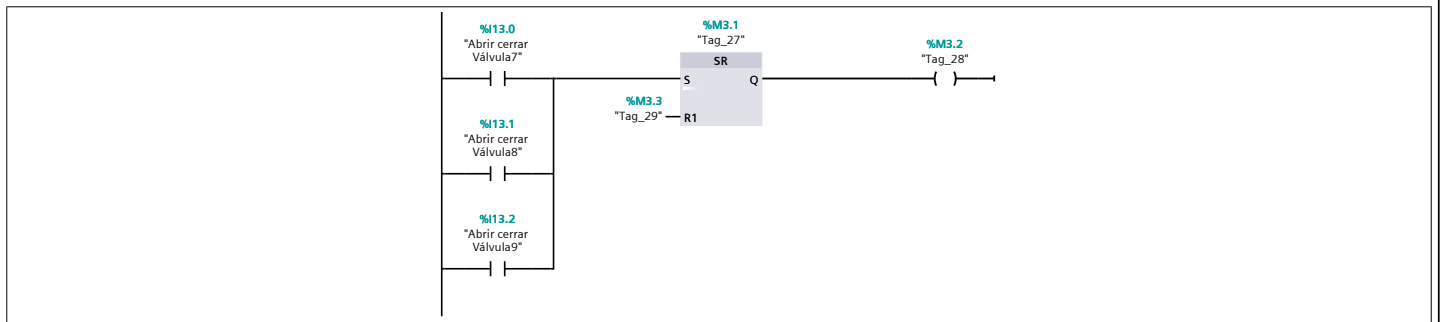 %I13.0
"Abrir cerrar
Válvula7"
%M3.1
"Tag_27"
SR
S
Q
%M3.2
"Tag_28"
%M3.3
"Tag_29"
R1
%I13.1
"Abrir cerrar
Válvula8"
%I13.2
"Abrir cerrar
Válvula9"